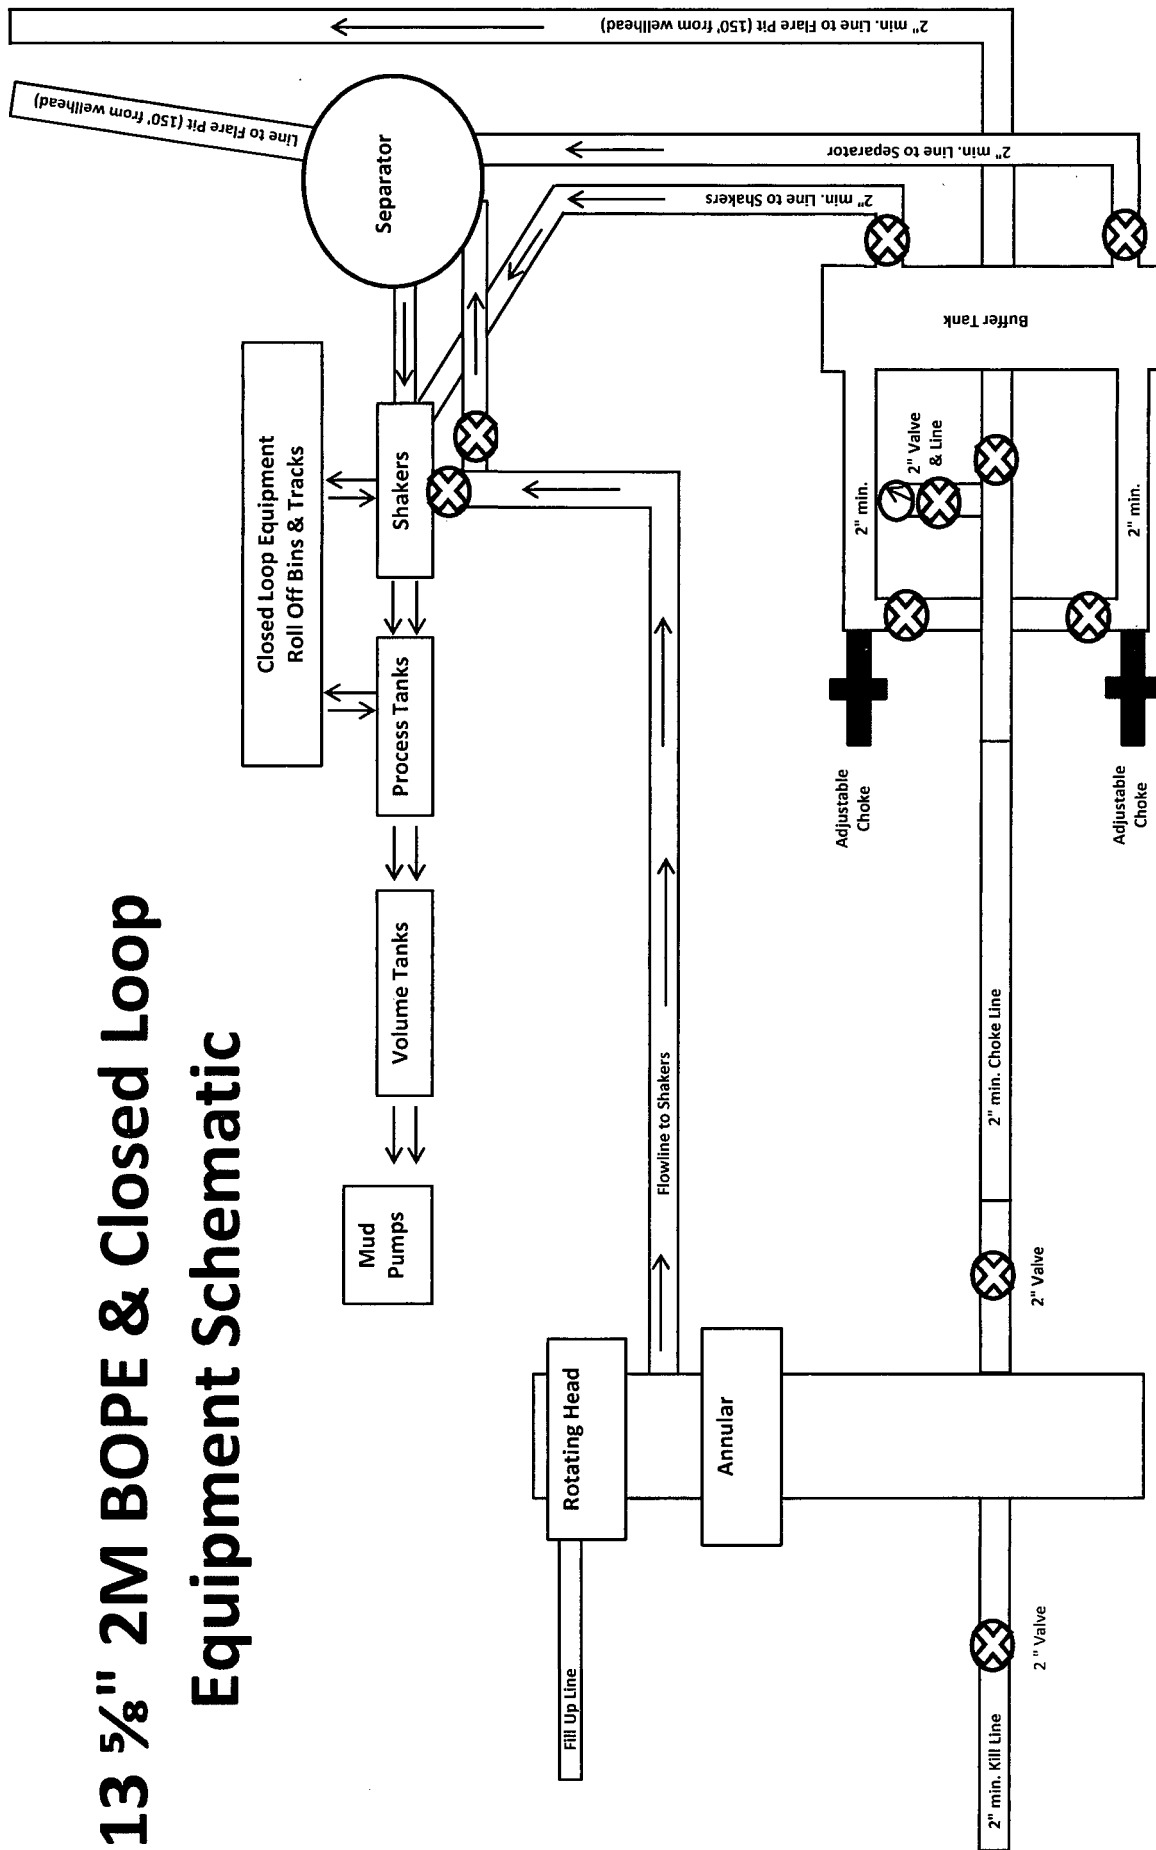 13 ⅝" 2M BOPE & Closed Loop
Equipment Schematic
Closed Loop Equipment
Roll Off Bins & Tracks
Mud
Pumps
Volume Tanks
Process Tanks
Shakers
Separator
Line to Flare Pit (150' from wellhead)
2" min. Line to Flare Pit (150' from wellhead)
Fill Up Line
Rotating Head
Flowline to Shakers
Annular
2" min. Line to Shakers
2" min. Line to Separator
Adjustable
Choke
2" min.
2" Valve
& Line
Buffer Tank
2" min. Kill Line
2 " Valve
2" Valve
2" min. Choke Line
Adjustable
Choke
2" min.